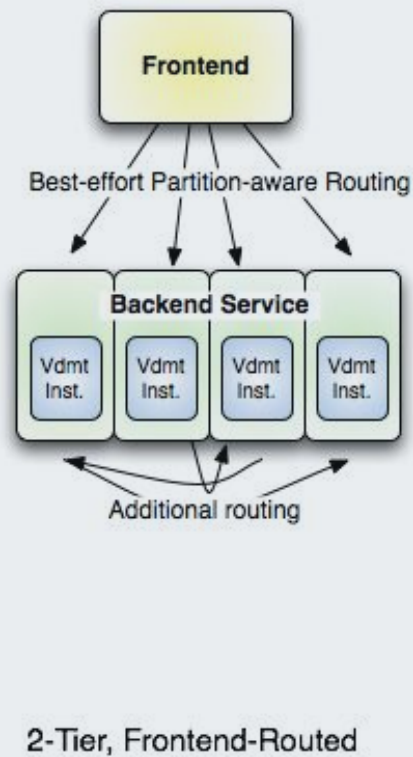 Frontend
Best-effort Partition-aware Routing
Backend Service
Vdmt Inst.
Vdmt Inst.
Vdmt Inst.
Vdmt Inst.
Additional routing
2-Tier, Frontend-Routed